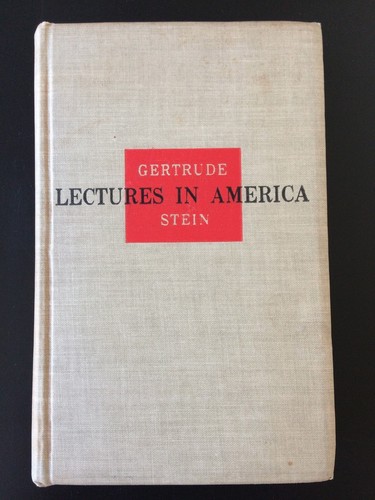 GERTRUDE
LECTURES IN AMERICA
STEIN